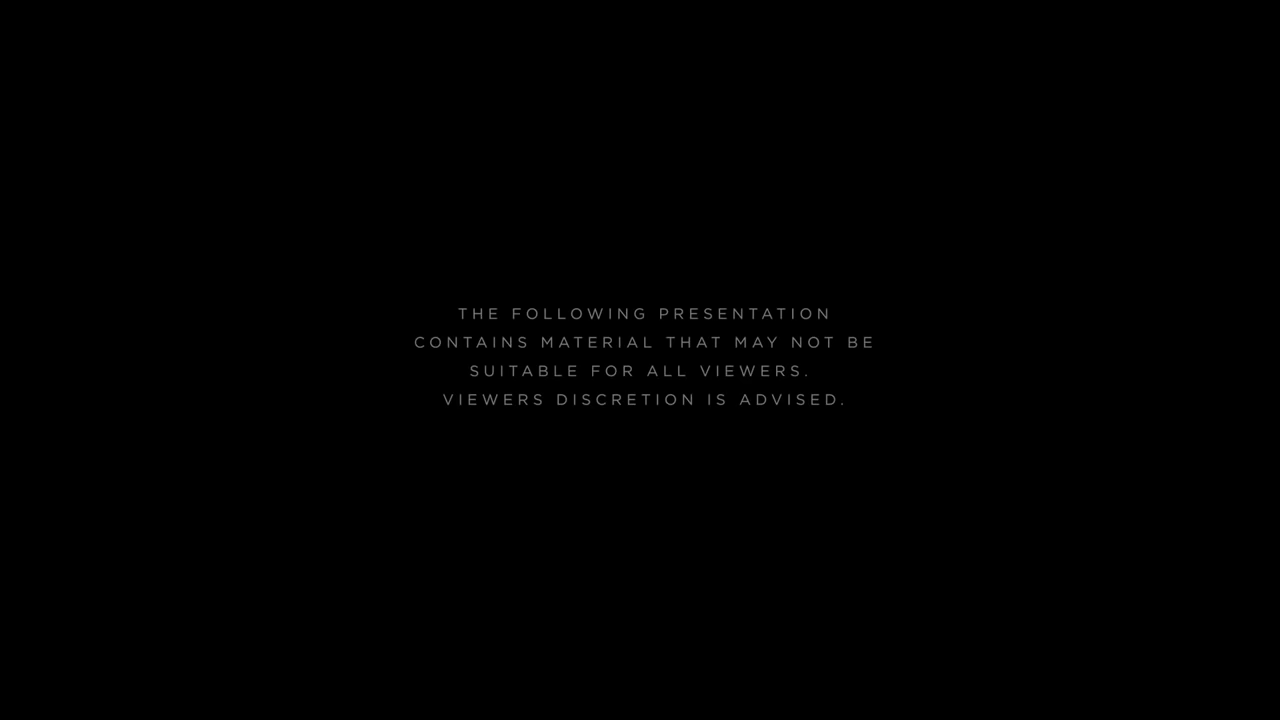 THE FOLLOWING PRESENTATION
CONTAINS MATERIAL THAT MAY NOT BE
SUITABLE FOR ALL VIEWERS.
VIEWERS DISCRETION IS ADVISED.